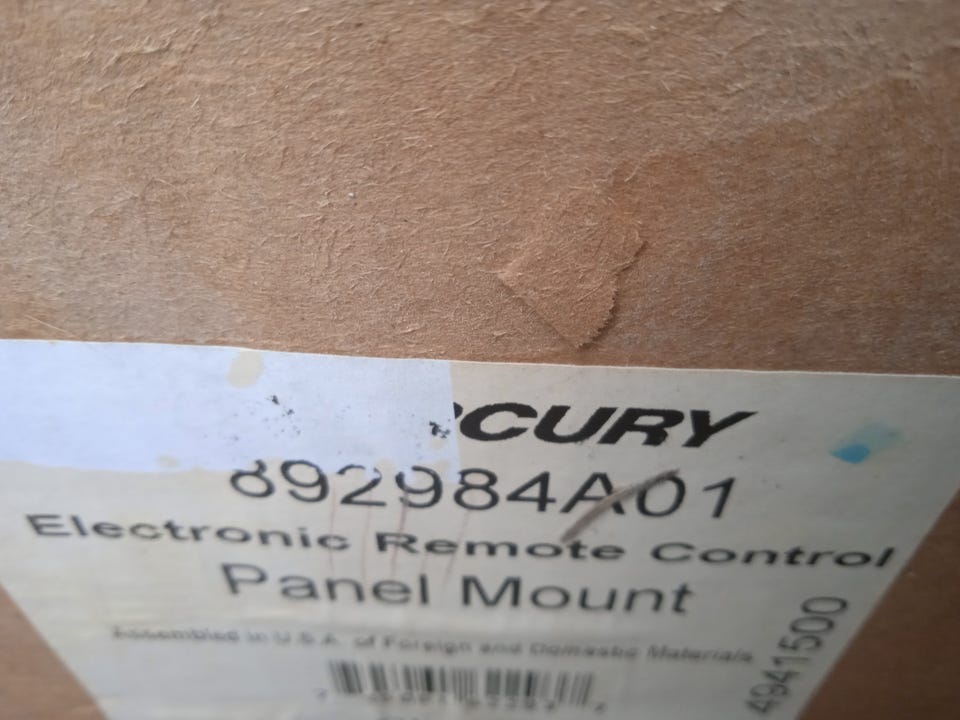 CURY
892984A01
Electronic Remote Control
Panel Mount
Assembled in U.S.A. of Foreign and Domestic Materials
4941500